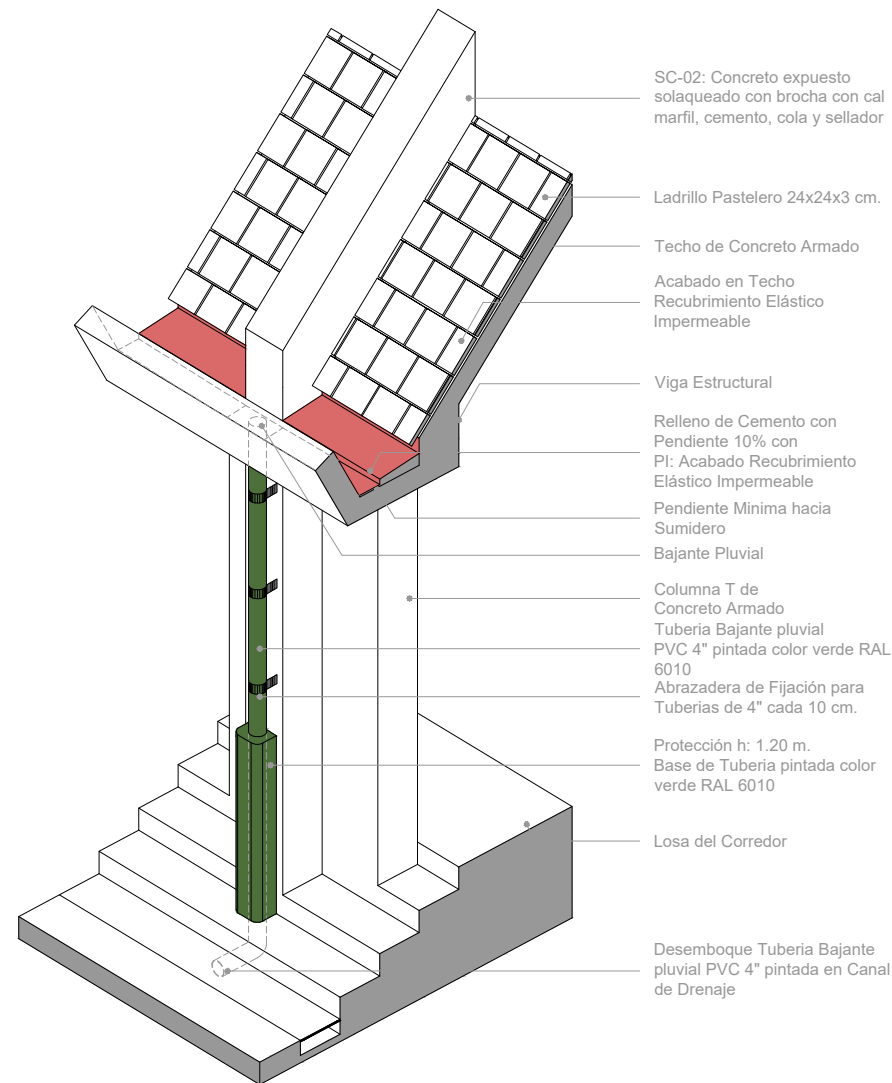 SC-02: Concreto expuesto
solaqueado con brocha con cal
marfil, cemento, cola y sellador
Ladrillo Pastelero 24x24x3 cm.
Techo de Concreto Armado
Acabado en Techo
Recubrimiento Elástico
Impermeable
Viga Estructural
Relleno de Cemento con
Pendiente 10% con
PI: Acabado Recubrimiento
Elástico Impermeable
Pendiente Minima hacia
Sumidero
Bajante Pluvial
Columna T de
Concreto Armado
Tuberia Bajante pluvial
PVC 4" pintada color verde RAL
6010
Abrazadera de Fijación para
Tuberias de 4" cada 10 cm.
Protección h: 1.20 m.
Base de Tuberia pintada color
verde RAL 6010
Losa del Corredor
Desemboque Tuberia Bajante
pluvial PVC 4" pintada en Canal
de Drenaje